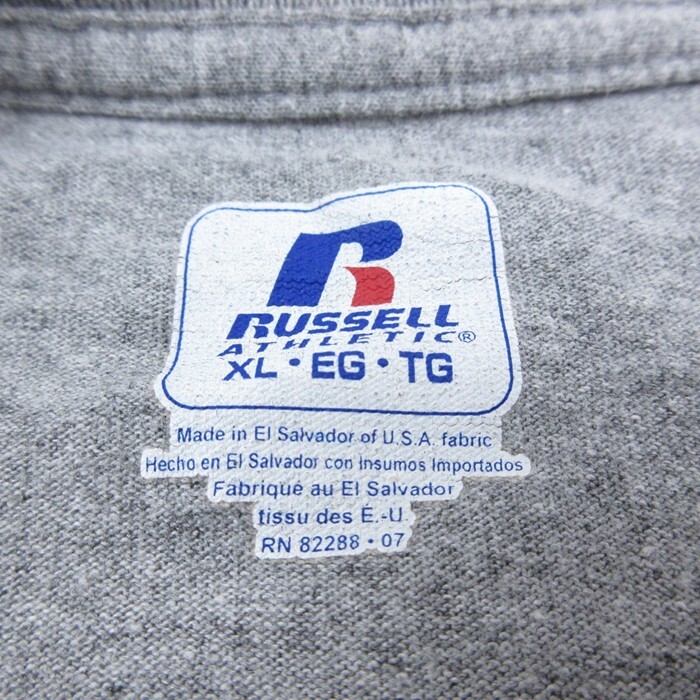 RUSSELL
ATHLETIC®
XL • EG • TG
Made in El Salvador of U.S.A. fabric
Hecho en El Salvador con Insumos Importados
Fabriqué au El Salvador
tissu des É.-U.
RN 82288 • 07